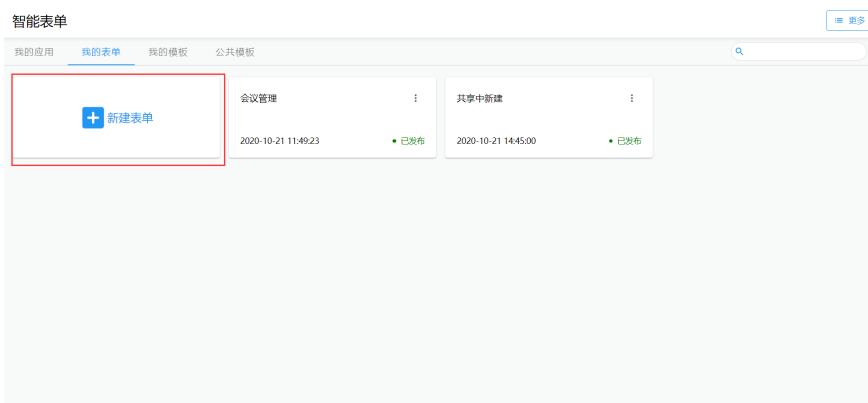 智能表单
更多
我的应用 我的表单 我的模板 公共模板
新建表单
会议管理
2020-10-21 11:49:23 已发布
共享中新建
2020-10-21 14:45:00 已发布